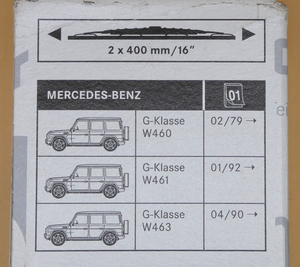 2 x 400 mm/16"
MERCEDES-BENZ 01
G-Klasse
W460 02/79 →
G-Klasse
W461 01/92 →
G-Klasse
W463 04/90 →